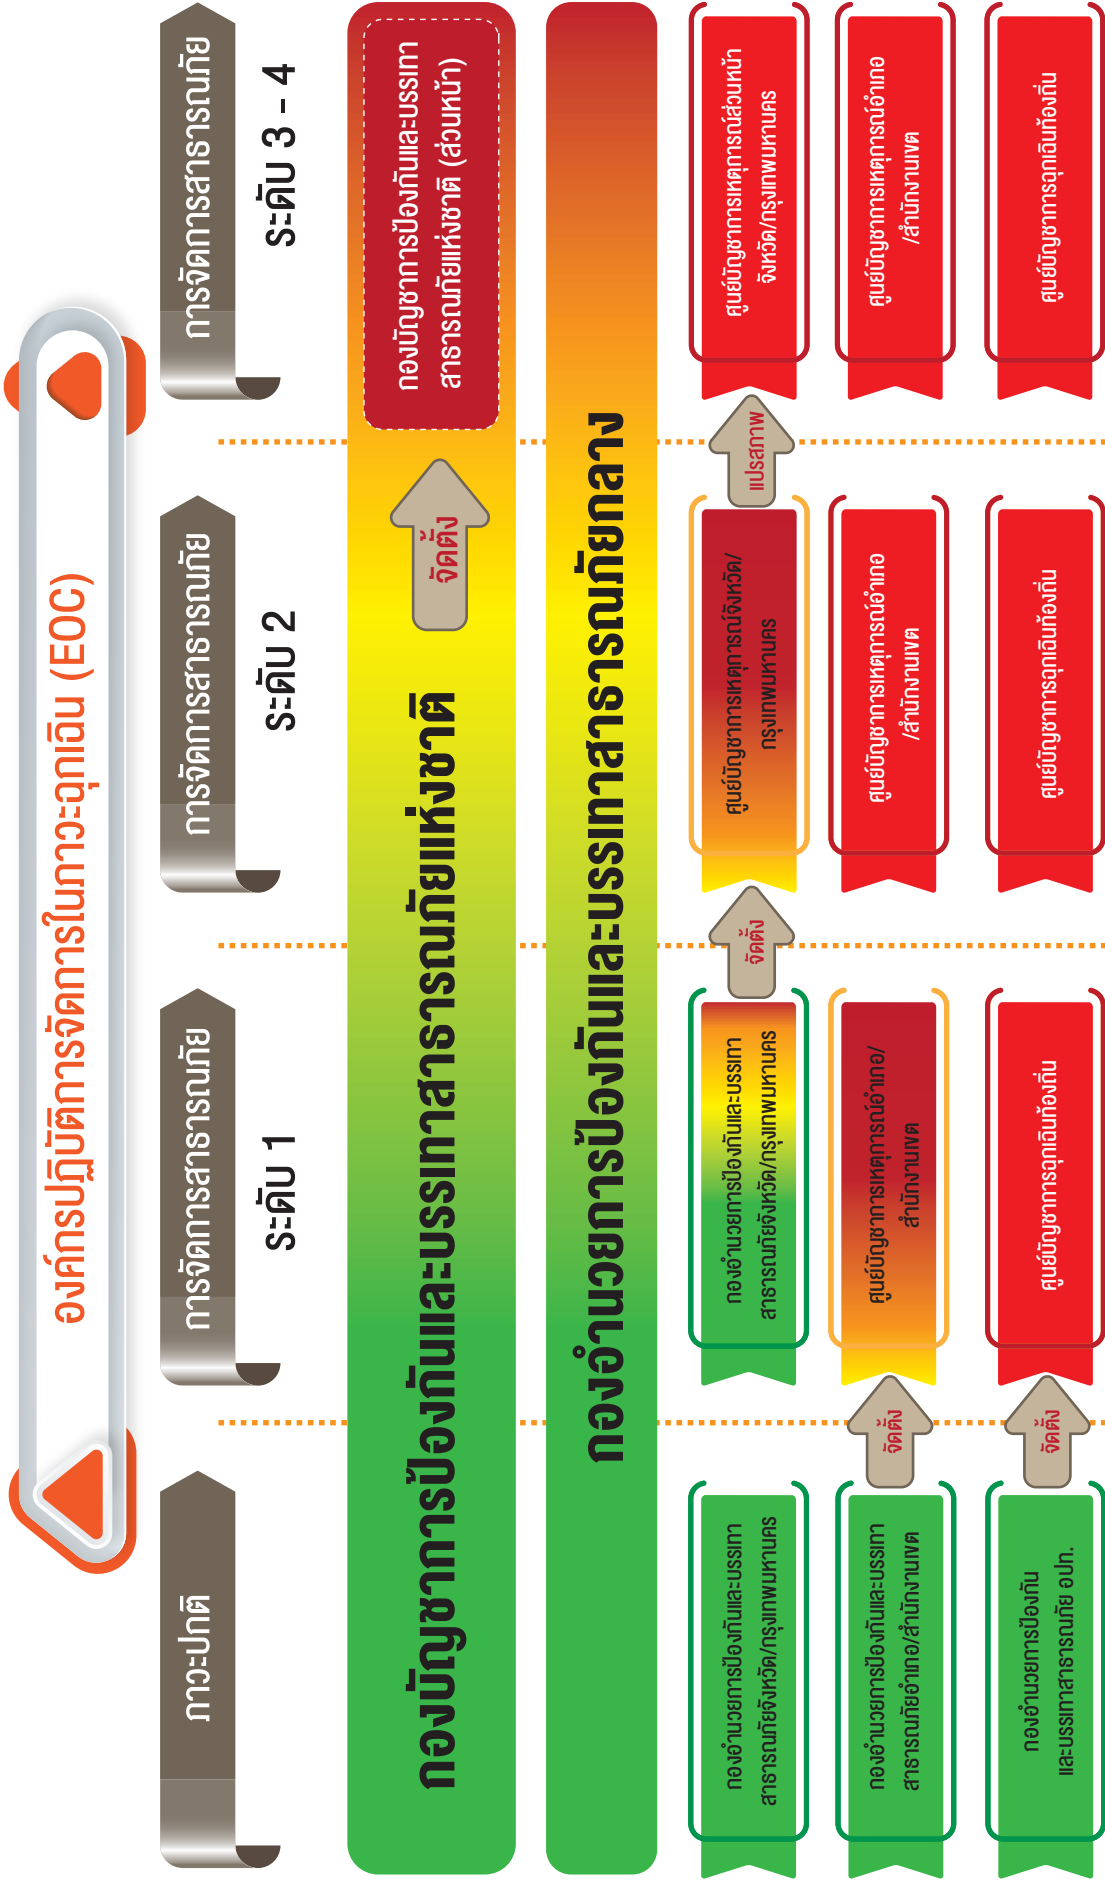 องค์กรปฏิบัติการจัดการในภาวะฉุกเฉิน (EOC)
ภาวะปกติ
การจัดการสาธารณภัย
ระดับ 1
การจัดการสาธารณภัย
ระดับ 2
การจัดการสาธารณภัย
ระดับ 3 - 4
กองบัญชาการป้องกันและบรรเทาสาธารณภัยแห่งชาติ
จัดตั้ง
กองบัญชาการป้องกันและบรรเทา
สาธารณภัยแห่งชาติ (ส่วนหน้า)
กองอำนวยการป้องกันและบรรเทาสาธารณภัยกลาง
กองอำนวยการป้องกันและบรรเทา
สาธารณภัยจังหวัด/กรุงเทพมหานคร
กองอำนวยการป้องกันและบรรเทา
สาธารณภัยจังหวัด/กรุงเทพมหานคร
จัดตั้ง
ศูนย์บัญชาการเหตุการณ์จังหวัด/
กรุงเทพมหานคร
แปรสภาพ
ศูนย์บัญชาการเหตุการณ์ส่วนหน้า
จังหวัด/กรุงเทพมหานคร
กองอำนวยการป้องกันและบรรเทา
สาธารณภัยอำเภอ/สำนักงานเขต
จัดตั้ง
ศูนย์บัญชาการเหตุการณ์อำเภอ/
สำนักงานเขต
ศูนย์บัญชาการเหตุการณ์อำเภอ
/สำนักงานเขต
ศูนย์บัญชาการเหตุการณ์อำเภอ
/สำนักงานเขต
กองอำนวยการป้องกัน
และบรรเทาสาธารณภัย อปท.
จัดตั้ง
ศูนย์บัญชาการฉุกเฉินท้องถิ่น
ศูนย์บัญชาการฉุกเฉินท้องถิ่น
ศูนย์บัญชาการฉุกเฉินท้องถิ่น